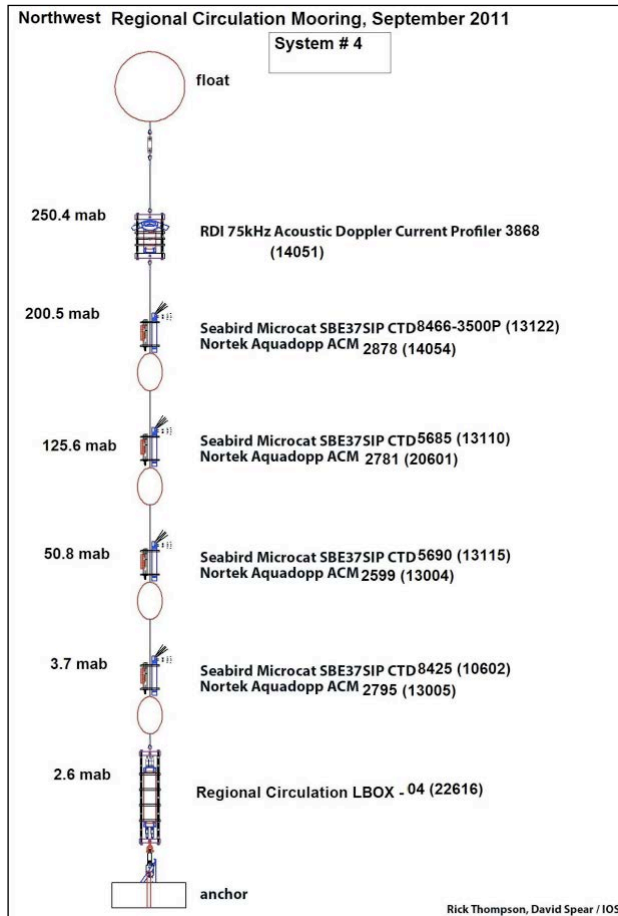 Northwest Regional Circulation Mooring, September 2011
System # 4
float
250.4 mab
RDI 75kHz Acoustic Doppler Current Profiler 3868
(14051)
200.5 mab
Seabird Microcat SBE37SIP CTD 8466-3500P (13122)
Nortek Aquadopp ACM 2878 (14054)
125.6 mab
Seabird Microcat SBE37SIP CTD 5685 (13110)
Nortek Aquadopp ACM 2781 (20601)
50.8 mab
Seabird Microcat SBE37SIP CTD 5690 (13115)
Nortek Aquadopp ACM 2599 (13004)
3.7 mab
Seabird Microcat SBE37SIP CTD 8425 (10602)
Nortek Aquadopp ACM 2795 (13005)
2.6 mab
Regional Circulation LBOX - 04 (22616)
anchor
Rick Thompson, David Spear / IOS